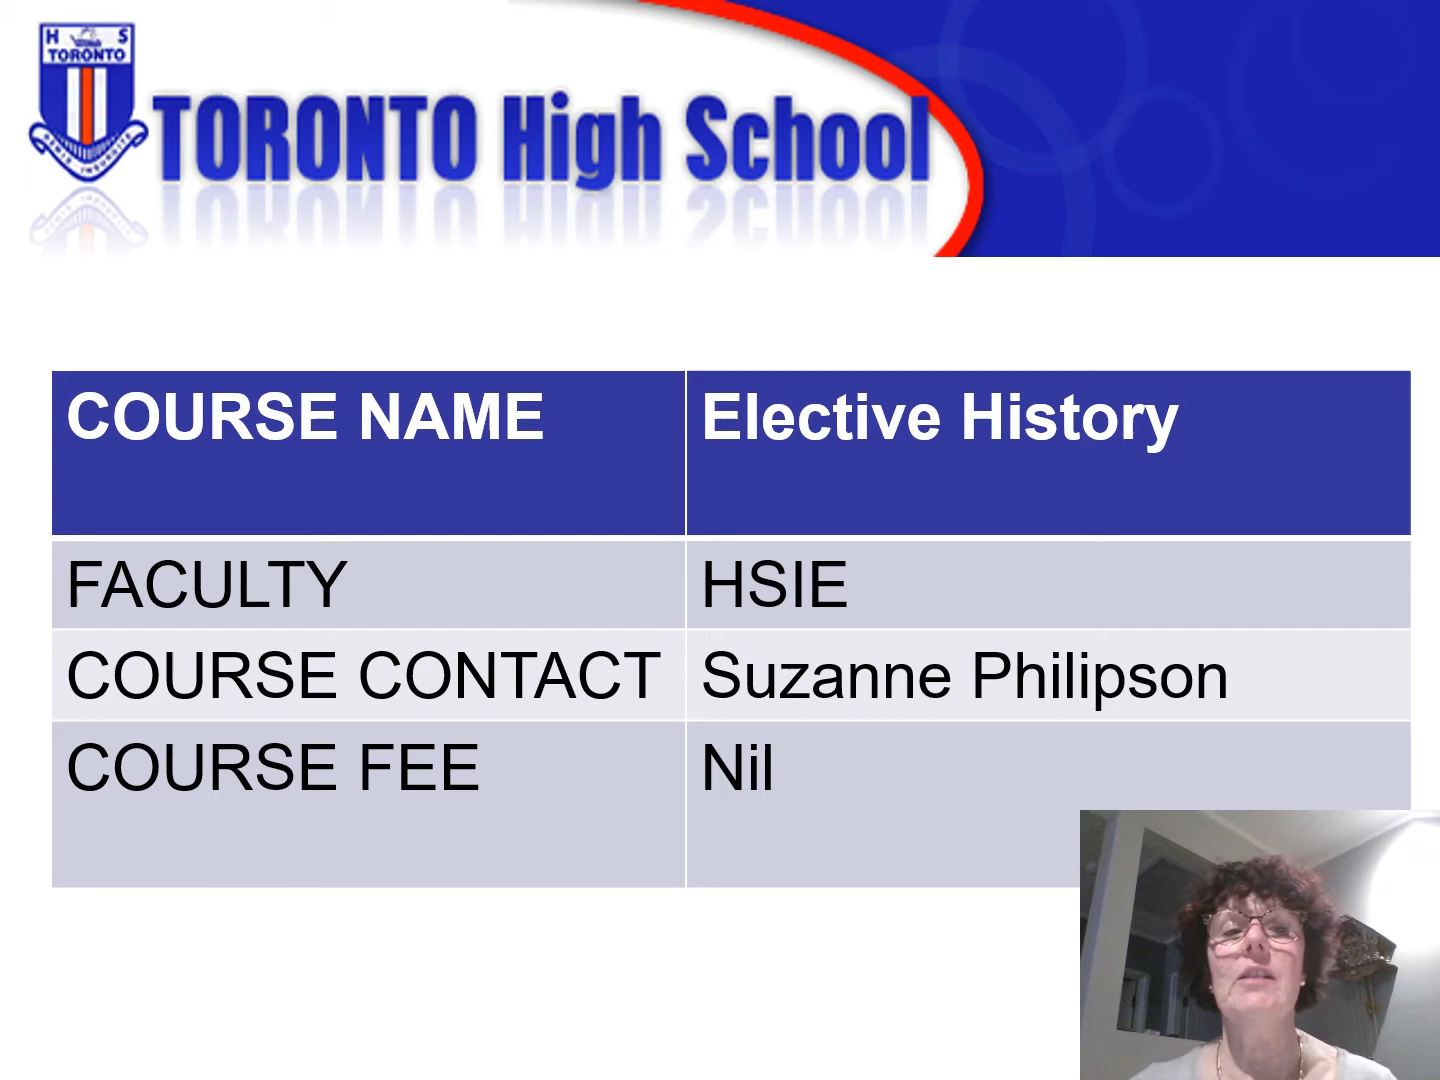 H S
TORONTO
TORONTO High School
COURSE NAME
Elective History
FACULTY
HSIE
COURSE CONTACT
Suzanne Philipson
COURSE FEE
Nil